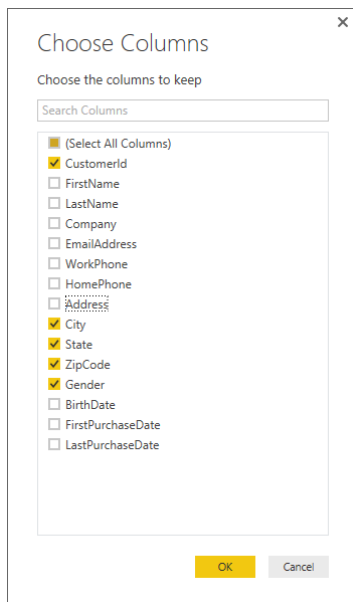 Choose Columns
Choose the columns to keep
Search Columns
(Select All Columns)
CustomerId
FirstName
LastName
Company
EmailAddress
WorkPhone
HomePhone
Address
City
State
ZipCode
Gender
BirthDate
FirstPurchaseDate
LastPurchaseDate
OK Cancel